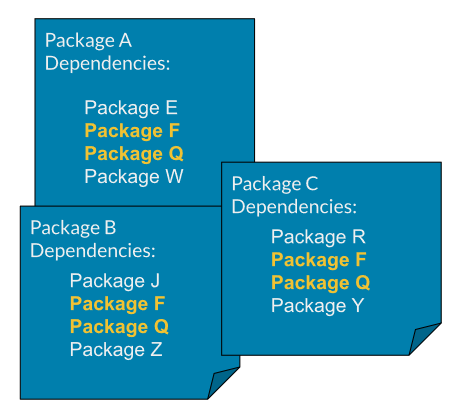 Package A
Dependencies:
Package E
Package F
Package Q
Package W
Package B
Dependencies:
Package J
Package F
Package Q
Package Z
Package C
Dependencies:
Package R
Package F
Package Q
Package Y